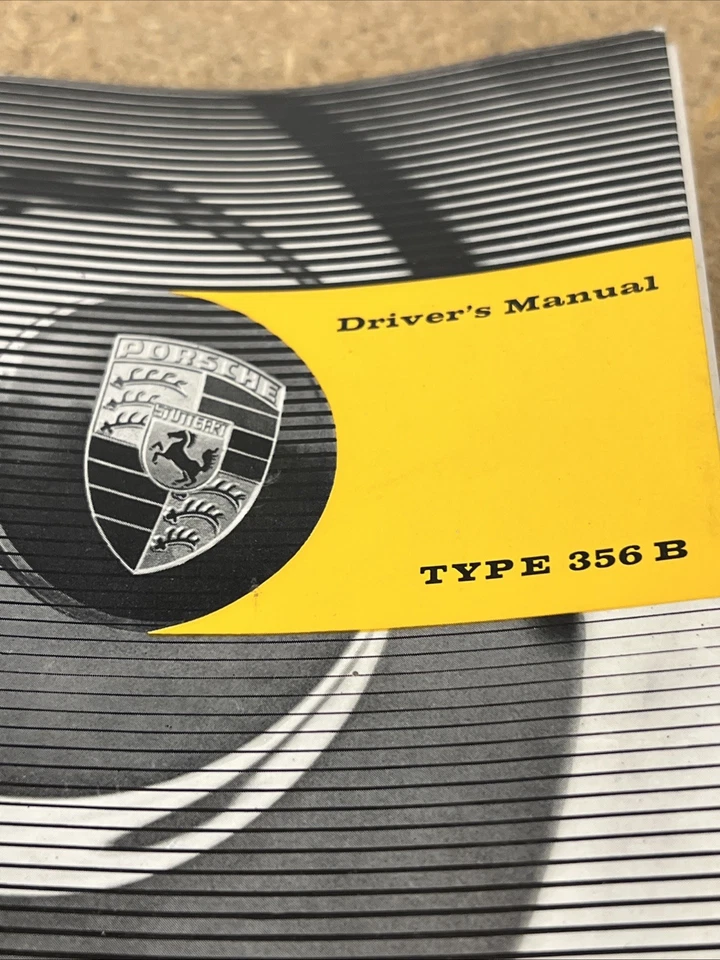 Driver's Manual
PORSCHE
STUTTGART
TYPE 356 B